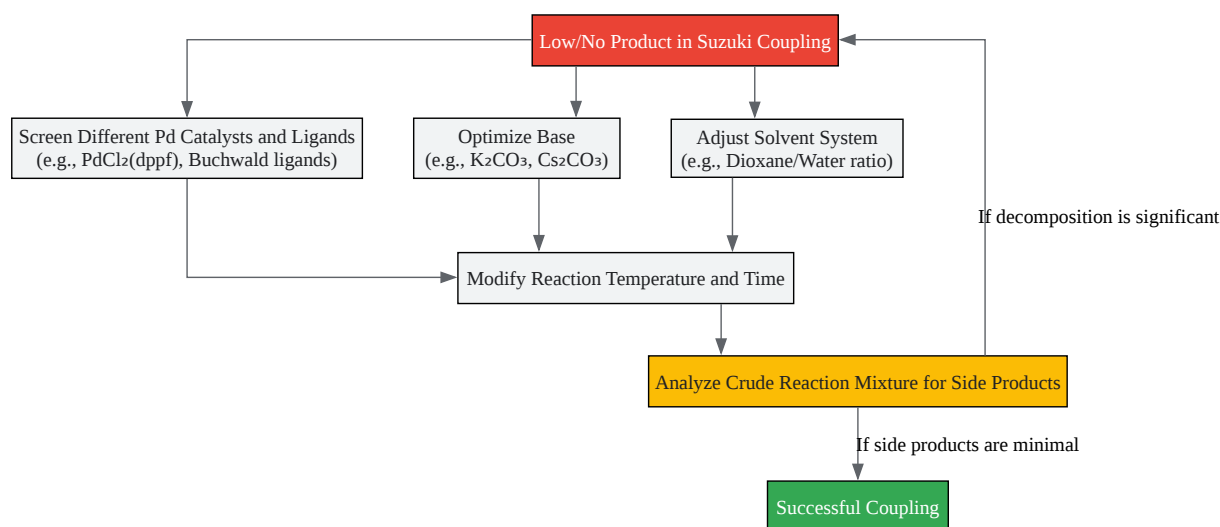 Low/No Product in Suzuki Coupling
Screen Different Pd Catalysts and Ligands
(e.g., PdCl₂(dppf), Buchwald ligands)
Optimize Base
(e.g., K₂CO₃, Cs₂CO₃)
Adjust Solvent System
(e.g., Dioxane/Water ratio)
If decomposition is significant
Modify Reaction Temperature and Time
Analyze Crude Reaction Mixture for Side Products
If side products are minimal
Successful Coupling